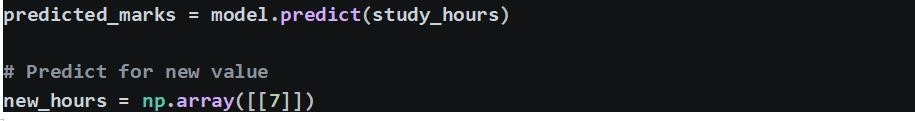 predicted_marks = model.predict(study_hours)
# Predict for new value
new_hours = np.array([[7]])